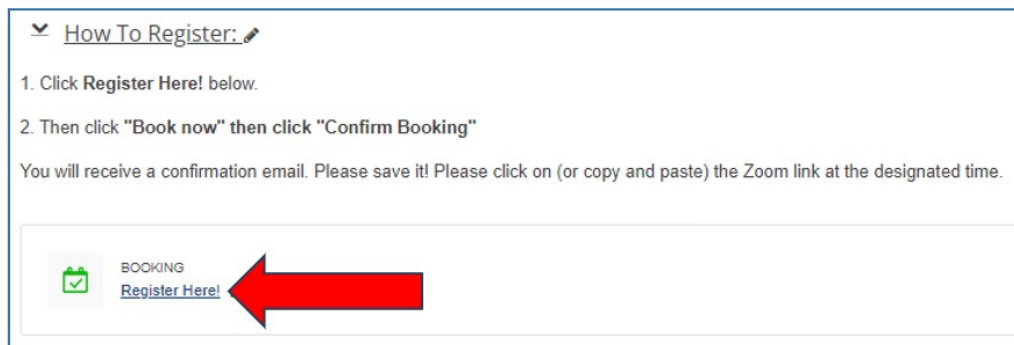 How To Register:
1. Click Register Here! below.
2. Then click "Book now" then click "Confirm Booking"
You will receive a confirmation email. Please save it! Please click on (or copy and paste) the Zoom link at the designated time.
BOOKING
Register Here!